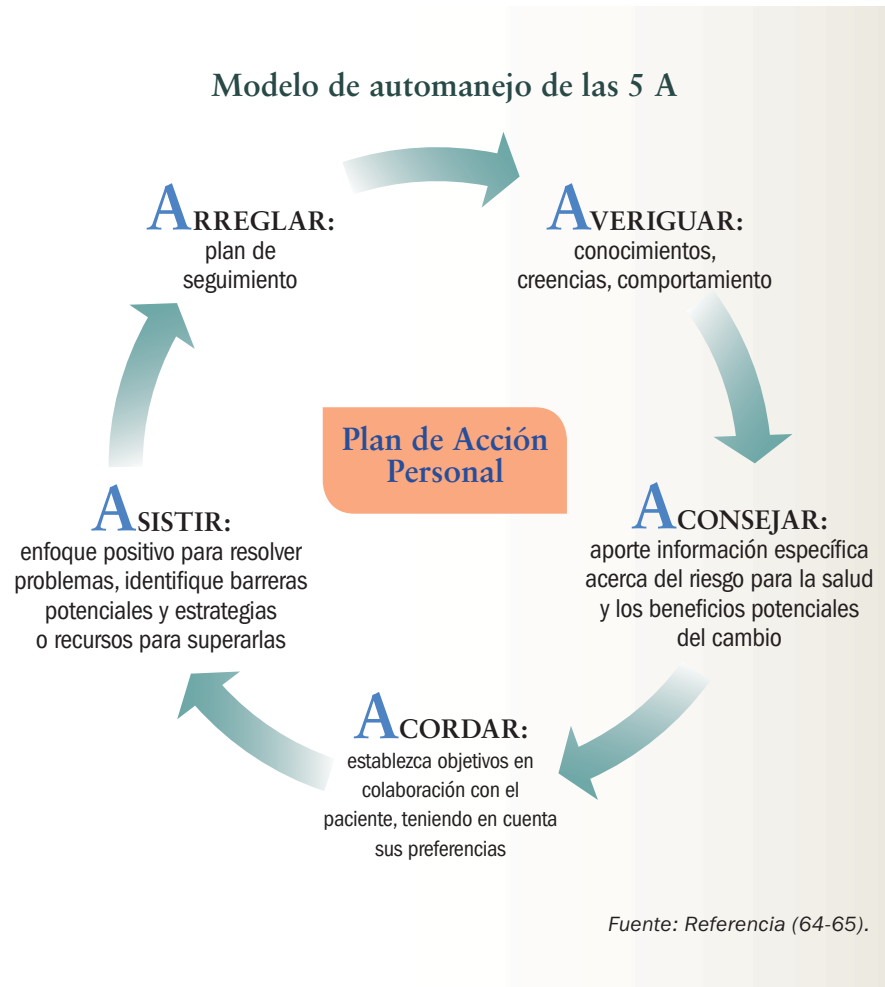 Modelo de automanejo de las 5 A
ARREGLAR:
plan de
seguimiento
AVERIGUAR:
conocimientos,
creencias, comportamiento
Plan de Acción
Personal
ASISTIR:
enfoque positivo para resolver
problemas, identifique barreras
potenciales y estrategias
o recursos para superarlas
ACONSEJAR:
aporte información específica
acerca del riesgo para la salud
y los beneficios potenciales
del cambio
ACORDAR:
establezca objetivos en
colaboración con el
paciente, teniendo en cuenta
sus preferencias
Fuente: Referencia (64-65).